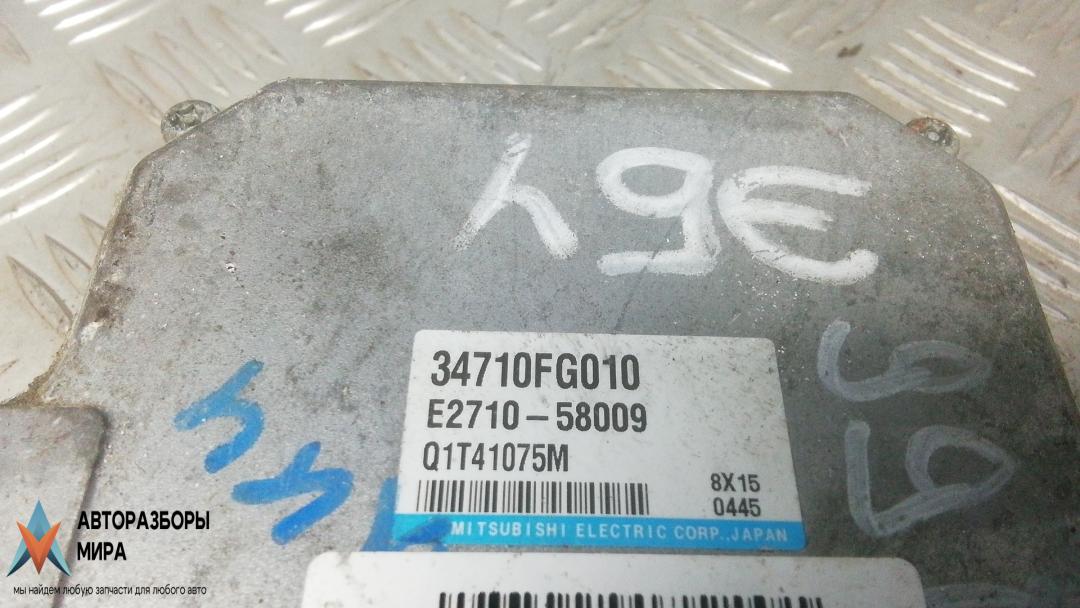 34710FG010
E2710-58009
Q1T41075M
8X15
0445
MITSUBISHI ELECTRIC CORP., JAPAN
АВТОРАЗБОРЫ
МИРА
мы найдем любую запчасти для любого авто